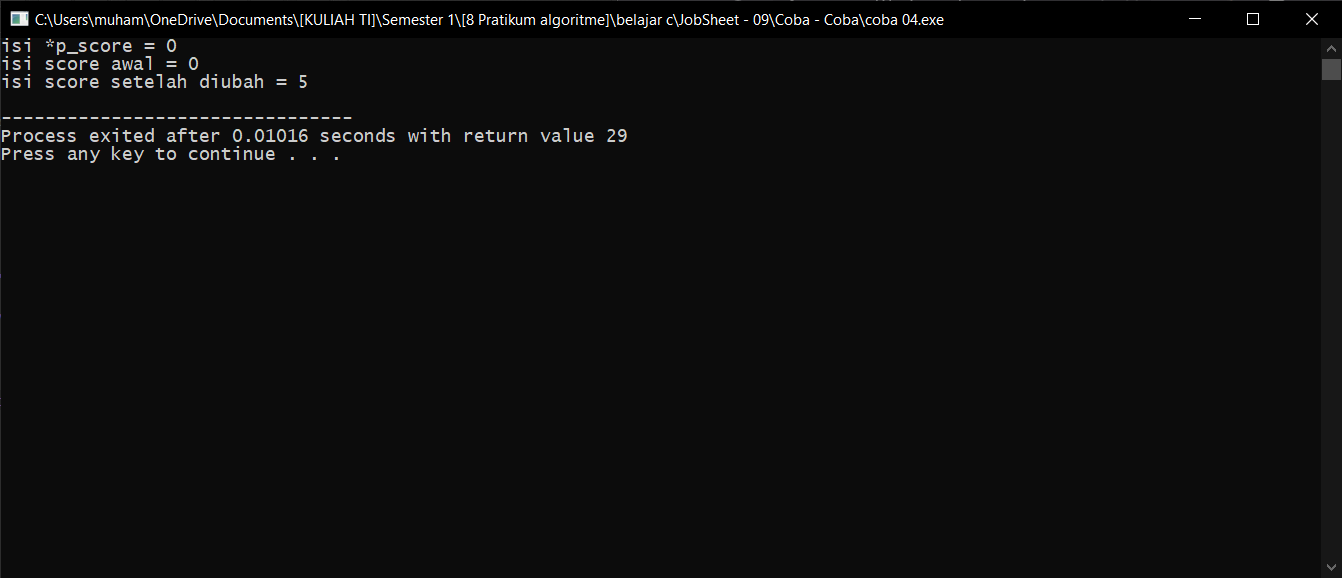 C:\Users\muham\OneDrive\Documents\[KULIAH TI]\Semester 1\[8 Pratikum algoritme]\belajar c\JobSheet - 09\Coba - Coba\coba 04.exe
isi *p_score = 0
isi score awal = 0
isi score setelah diubah = 5
--------------------------------
Process exited after 0.01016 seconds with return value 29
Press any key to continue . . .